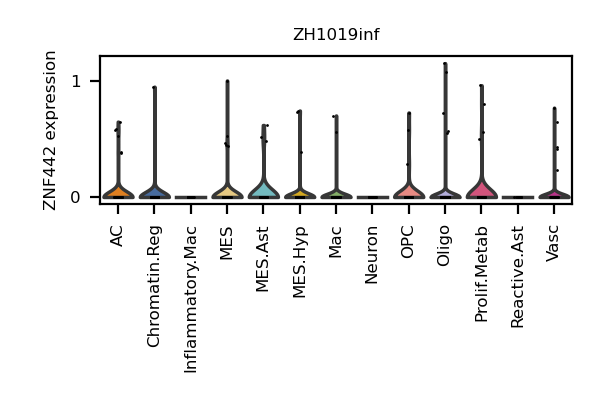 ZH1019inf
ZNF442 expression
1
0
AC
Chromatin.Reg
Inflammatory.Mac
MES
MES.Ast
MES.Hyp
Mac
Neuron
OPC
Oligo
Prolif.Metab
Reactive.Ast
Vasc